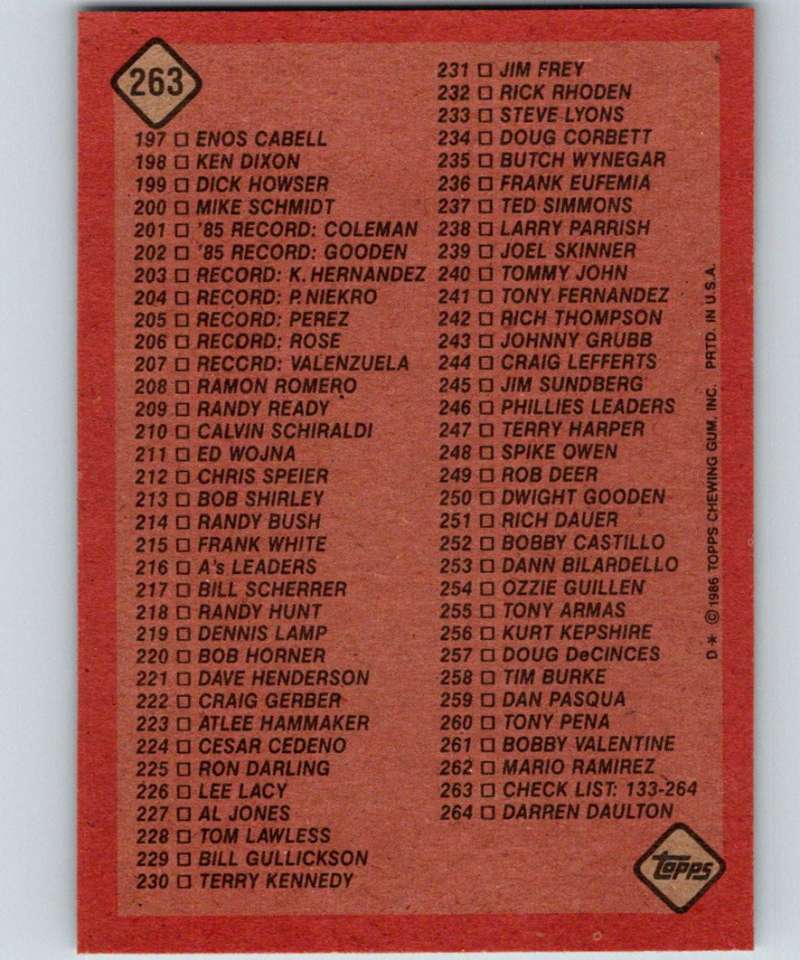 263
197 □ ENOS CABELL
198 □ KEN DIXON
199 □ DICK HOWSER
200 □ MIKE SCHMIDT
201 □ '85 RECORD: COLEMAN
202 □ '85 RECORD: GOODEN
203 □ RECORD: K. HERNANDEZ
204 □ RECORD: P. NIEKRO
205 □ RECORD: PEREZ
206 □ RECORD: ROSE
207 □ RECORD: VALENZUELA
208 □ RAMON ROMERO
209 □ RANDY READY
210 □ CALVIN SCHIRALDI
211 □ ED WOJNA
212 □ CHRIS SPEIER
213 □ BOB SHIRLEY
214 □ RANDY BUSH
215 □ FRANK WHITE
216 □ A's LEADERS
217 □ BILL SCHERRER
218 □ RANDY HUNT
219 □ DENNIS LAMP
220 □ BOB HORNER
221 □ DAVE HENDERSON
222 □ CRAIG GERBER
223 □ ATLEE HAMMAKER
224 □ CESAR CEDENO
225 □ RON DARLING
226 □ LEE LACY
227 □ AL JONES
228 □ TOM LAWLESS
229 □ BILL GULLICKSON
230 □ TERRY KENNEDY
231 □ JIM FREY
232 □ RICK RHODEN
233 □ STEVE LYONS
234 □ DOUG CORBETT
235 □ BUTCH WYNEGAR
236 □ FRANK EUFEMIA
237 □ TED SIMMONS
238 □ LARRY PARRISH
239 □ JOEL SKINNER
240 □ TOMMY JOHN
241 □ TONY FERNANDEZ
242 □ RICH THOMPSON
243 □ JOHNNY GRUBB
244 □ CRAIG LEFFERTS
245 □ JIM SUNDBERG
246 □ PHILLIES LEADERS
247 □ TERRY HARPER
248 □ SPIKE OWEN
249 □ ROB DEER
250 □ DWIGHT GOODEN
251 □ RICH DAUER
252 □ BOBBY CASTILLO
253 □ DANN BILARDELLO
254 □ OZZIE GUILLEN
255 □ TONY ARMAS
256 □ KURT KEPSHIRE
257 □ DOUG DeCINCES
258 □ TIM BURKE
259 □ DAN PASQUA
260 □ TONY PENA
261 □ BOBBY VALENTINE
262 □ MARIO RAMIREZ
263 □ CHECK LIST: 133-264
264 □ DARREN DAULTON
D* © 1986 TOPPS CHEWING GUM, INC. PRTD. IN U.S.A.
topps